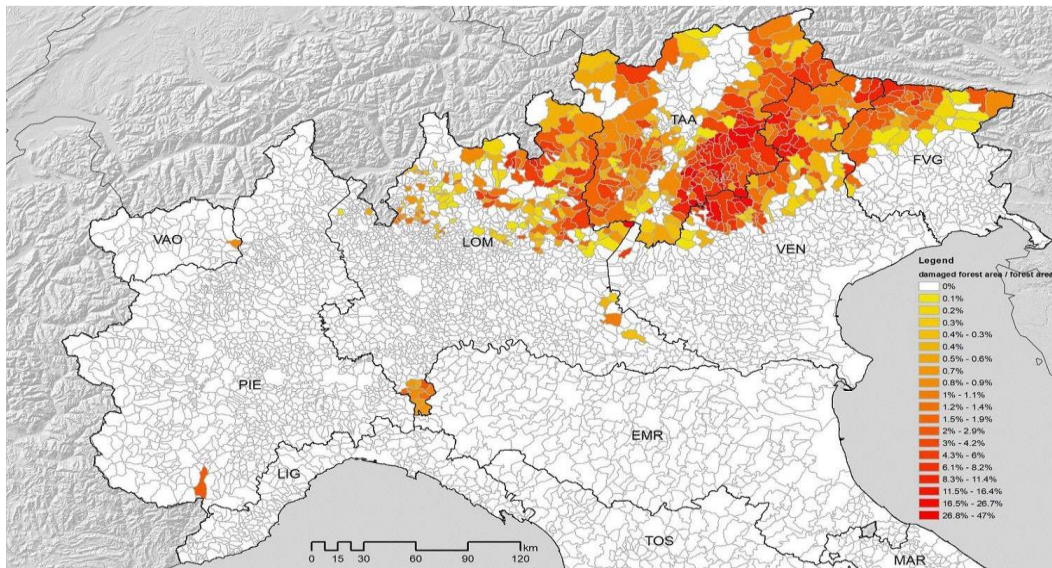 TAA
FVG
VAO
LOM
VEN
Legend
damaged forest area / forest area
0%
0.1%
0.2%
0.3%
0.4% - 0.3%
0.4%
0.5% - 0.6%
0.7%
0.8% - 0.9%
1% - 1.1%
1.2% - 1.4%
1.5% - 1.9%
2% - 2.9%
3% - 4.2%
4.3% - 6%
6.1% - 8.2%
8.3% - 11.4%
11.5% - 16.4%
16.5% - 26.7%
26.8% - 47%
PIE
EMR
LIG
TOS
MAR
km
0 15 30 60 90 120